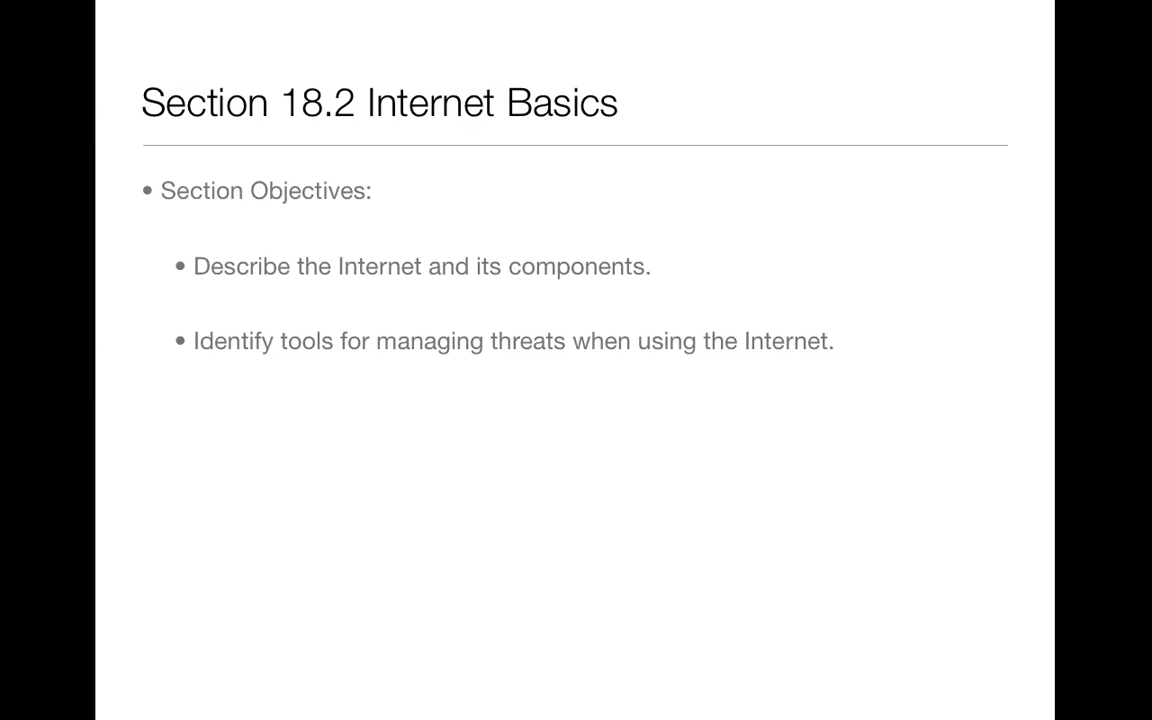 Section 18.2 Internet Basics
• Section Objectives:
• Describe the Internet and its components.
• Identify tools for managing threats when using the Internet.